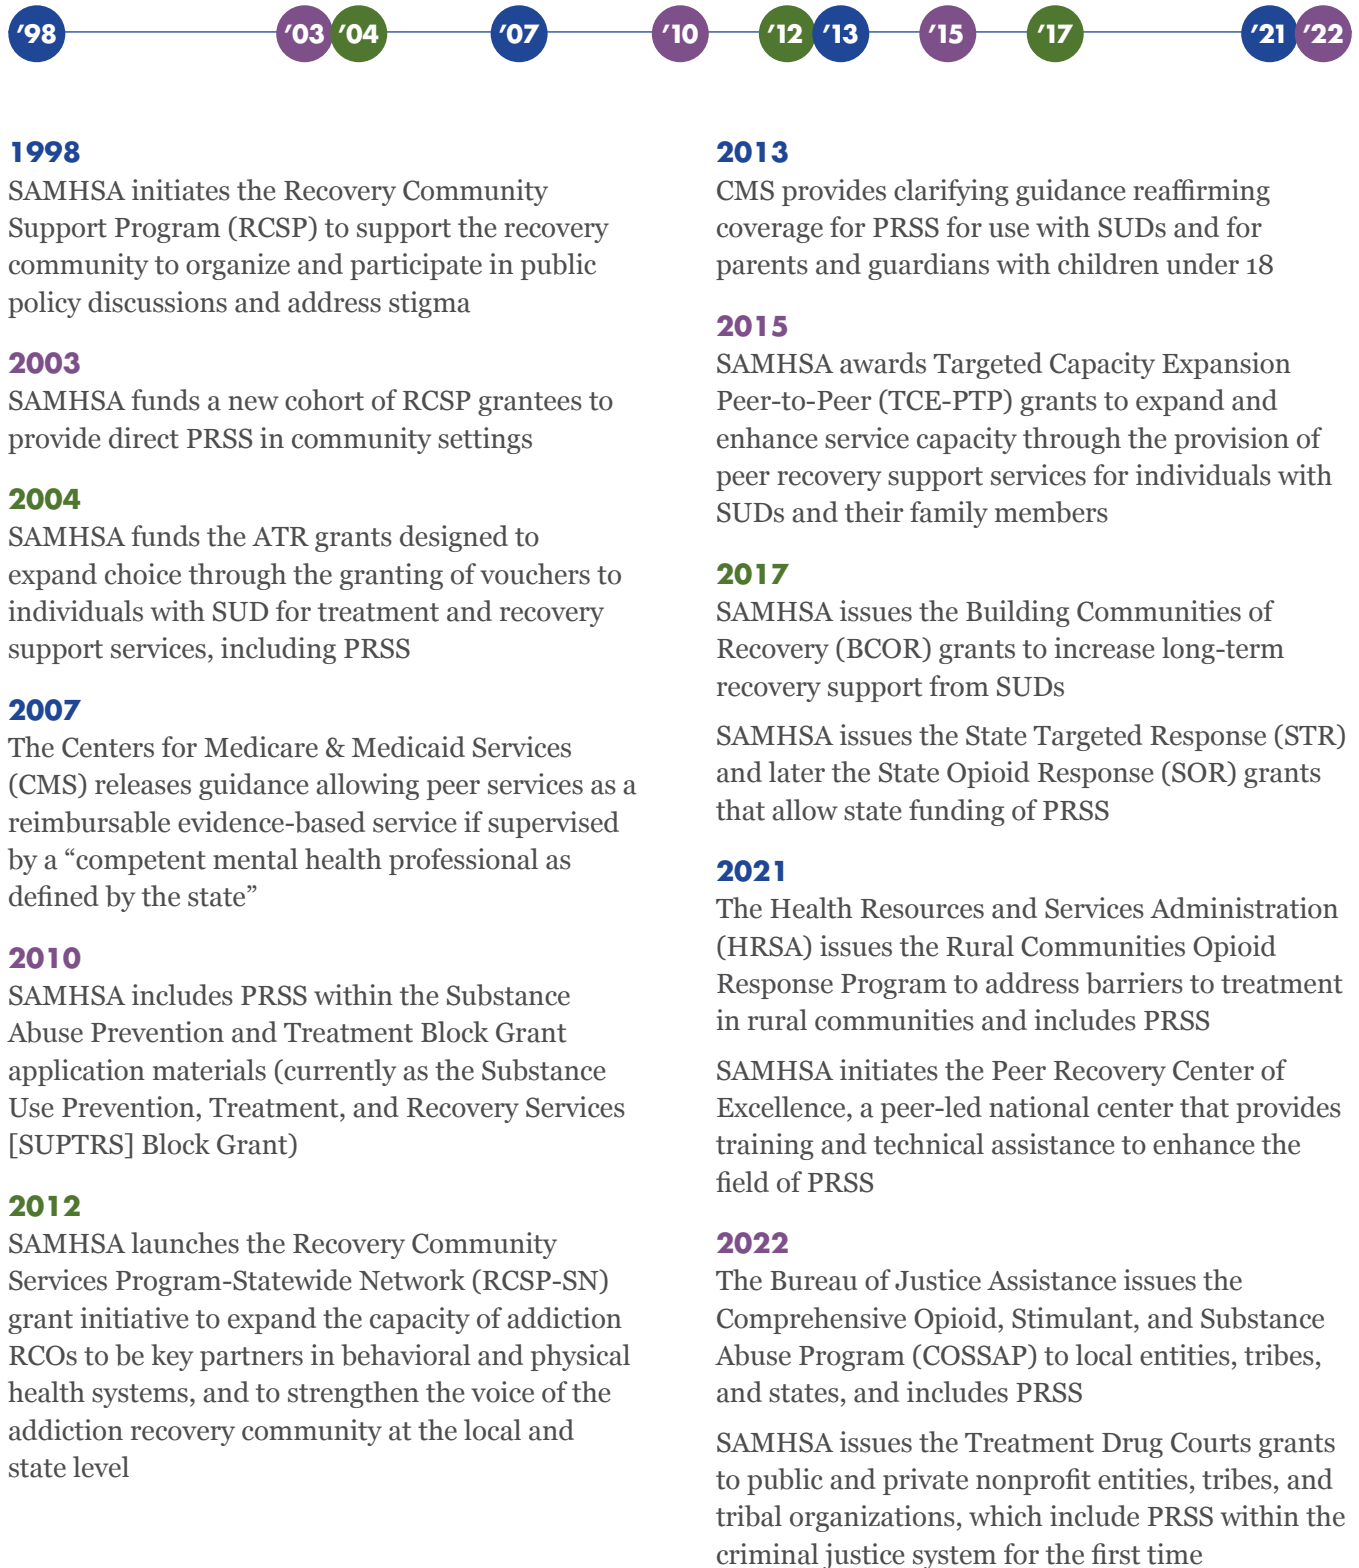 ’98 ’03 ’04 ’07 ’10 ’12 ’13 ’15 ’17 ’21 ’22
1998
SAMHSA initiates the Recovery Community
Support Program (RCSP) to support the recovery
community to organize and participate in public
policy discussions and address stigma
2003
SAMHSA funds a new cohort of RCSP grantees to
provide direct PRSS in community settings
2004
SAMHSA funds the ATR grants designed to
expand choice through the granting of vouchers to
individuals with SUD for treatment and recovery
support services, including PRSS
2007
The Centers for Medicare & Medicaid Services
(CMS) releases guidance allowing peer services as a
reimbursable evidence-based service if supervised
by a “competent mental health professional as
defined by the state”
2010
SAMHSA includes PRSS within the Substance
Abuse Prevention and Treatment Block Grant
application materials (currently as the Substance
Use Prevention, Treatment, and Recovery Services
[SUPTRS] Block Grant)
2012
SAMHSA launches the Recovery Community
Services Program-Statewide Network (RCSP-SN)
grant initiative to expand the capacity of addiction
RCOs to be key partners in behavioral and physical
health systems, and to strengthen the voice of the
addiction recovery community at the local and
state level
2013
CMS provides clarifying guidance reaffirming
coverage for PRSS for use with SUDs and for
parents and guardians with children under 18
2015
SAMHSA awards Targeted Capacity Expansion
Peer-to-Peer (TCE-PTP) grants to expand and
enhance service capacity through the provision of
peer recovery support services for individuals with
SUDs and their family members
2017
SAMHSA issues the Building Communities of
Recovery (BCOR) grants to increase long-term
recovery support from SUDs
SAMHSA issues the State Targeted Response (STR)
and later the State Opioid Response (SOR) grants
that allow state funding of PRSS
2021
The Health Resources and Services Administration
(HRSA) issues the Rural Communities Opioid
Response Program to address barriers to treatment
in rural communities and includes PRSS
SAMHSA initiates the Peer Recovery Center of
Excellence, a peer-led national center that provides
training and technical assistance to enhance the
field of PRSS
2022
The Bureau of Justice Assistance issues the
Comprehensive Opioid, Stimulant, and Substance
Abuse Program (COSSAP) to local entities, tribes,
and states, and includes PRSS
SAMHSA issues the Treatment Drug Courts grants
to public and private nonprofit entities, tribes, and
tribal organizations, which include PRSS within the
criminal justice system for the first time